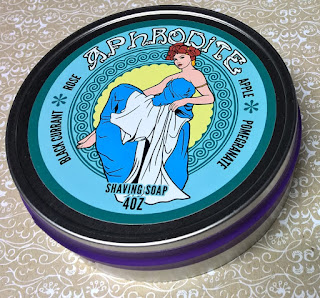 APHRODITE
BLACK CURRANT * ROSE
APPLE * POMEGRANATE
SHAVING SOAP
4OZ